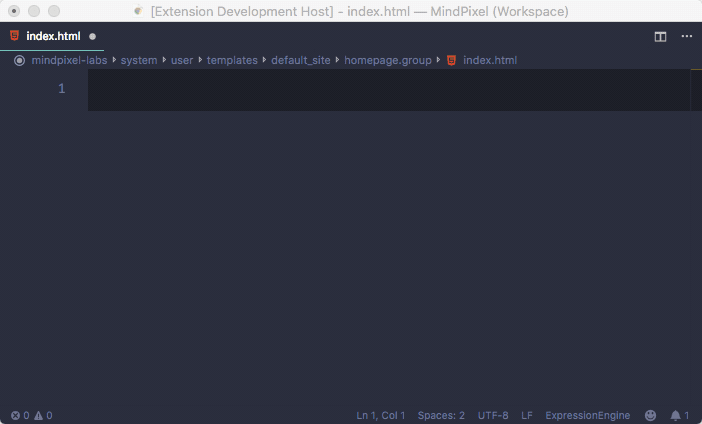 [Extension Development Host] - index.html — MindPixel (Workspace)
index.html
mindpixel-labs system user templates default_site homepage.group index.html
1
0 0 Ln 1, Col 1 Spaces: 2 UTF-8 LF ExpressionEngine 1